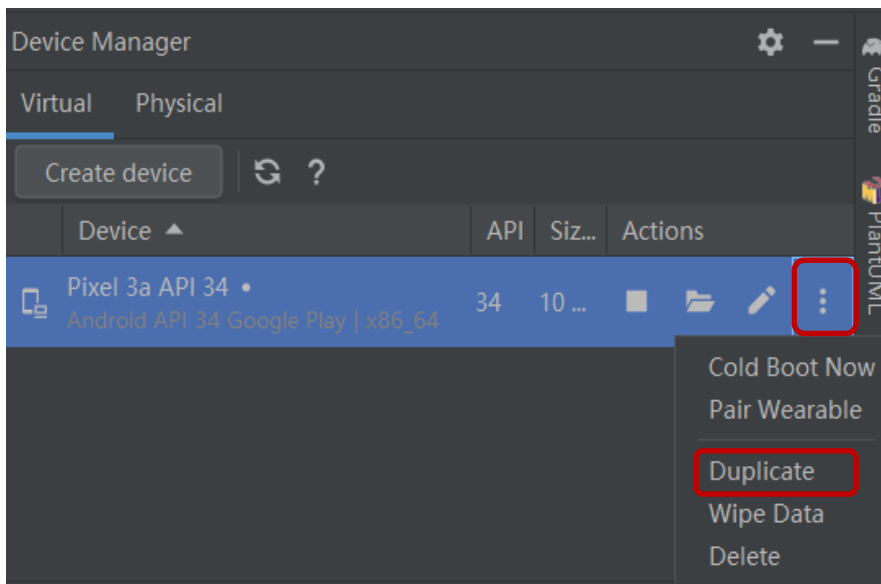 Device Manager
Virtual Physical
Create device ?
Device API Siz... Actions
Pixel 3a API 34 •
Android API 34 Google Play | x86_64
34 10 ...
Cold Boot Now
Pair Wearable
Duplicate
Wipe Data
Delete
Gradle
PlantUML